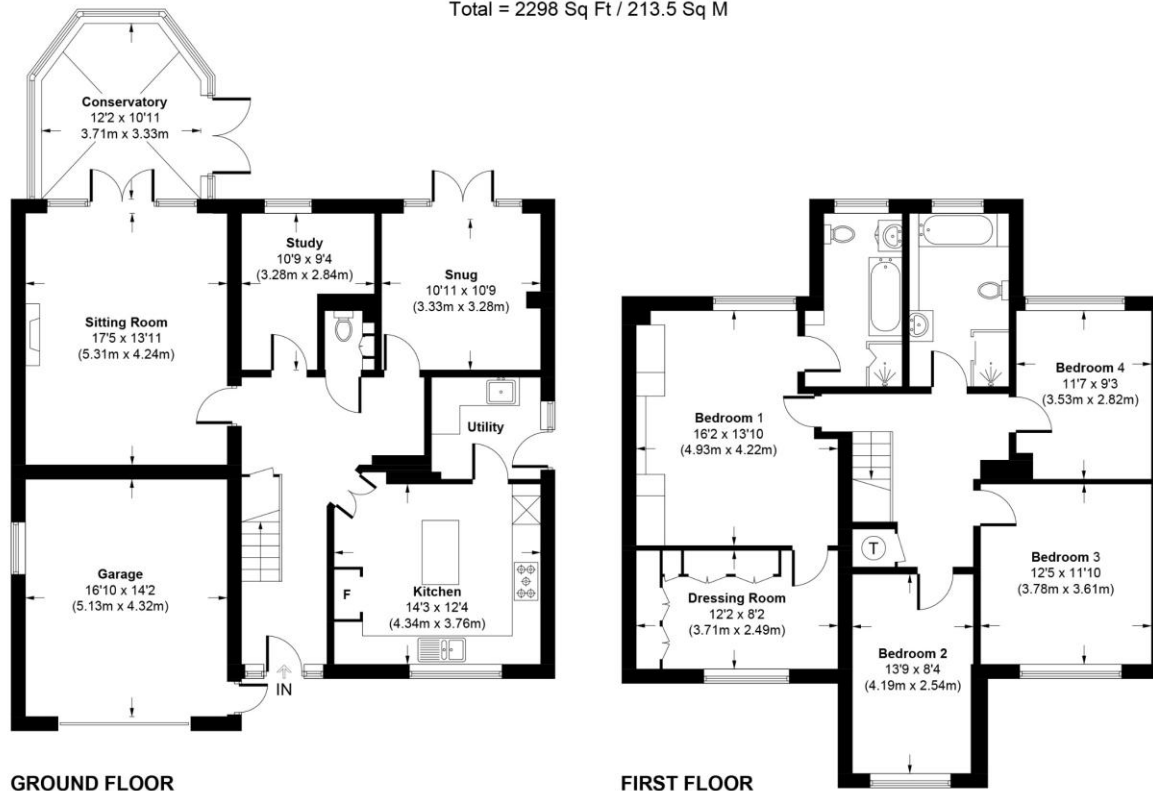 Total = 2298 Sq Ft / 213.5 Sq M
Conservatory
12'2 x 10'11
3.71m x 3.33m
Study
10'9 x 9'4
(3.28m x 2.84m)
Snug
10'11 x 10'9
(3.33m x 3.28m)
Sitting Room
17'5 x 13'11
(5.31m x 4.24m)
Utility
Garage
16'10 x 14'2
(5.13m x 4.32m)
F
Kitchen
14'3 x 12'4
(4.34m x 3.76m)
IN
GROUND FLOOR
Bedroom 4
11'7 x 9'3
(3.53m x 2.82m)
Bedroom 1
16'2 x 13'10
(4.93m x 4.22m)
T
Bedroom 3
12'5 x 11'10
(3.78m x 3.61m)
Dressing Room
12'2 x 8'2
(3.71m x 2.49m)
Bedroom 2
13'9 x 8'4
(4.19m x 2.54m)
FIRST FLOOR